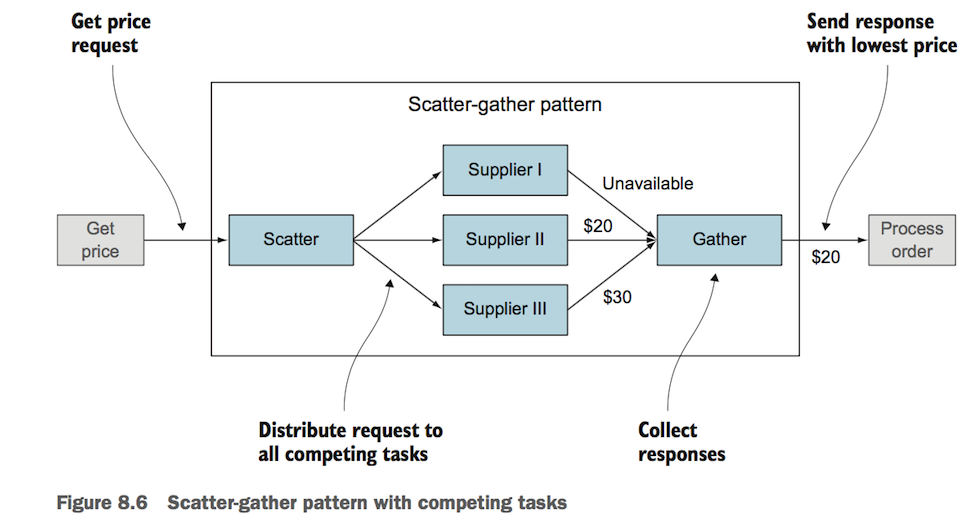 Get price
request
Send response
with lowest price
Scatter-gather pattern
Supplier I
Unavailable
Get
price
Scatter
Supplier II
$20
Gather
$20
Process
order
Supplier III
$30
Distribute request to
all competing tasks
Collect
responses
Figure 8.6 Scatter-gather pattern with competing tasks